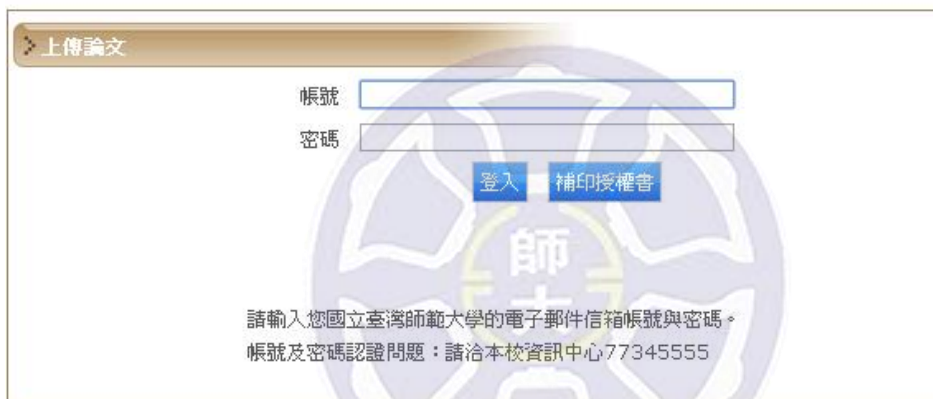 上傳論文
帳號
密碼
登入 補印授權書
師大
請輸入您國立臺灣師範大學的電子郵件信箱帳號與密碼。
帳號及密碼認證問題：請洽本校資訊中心77345555